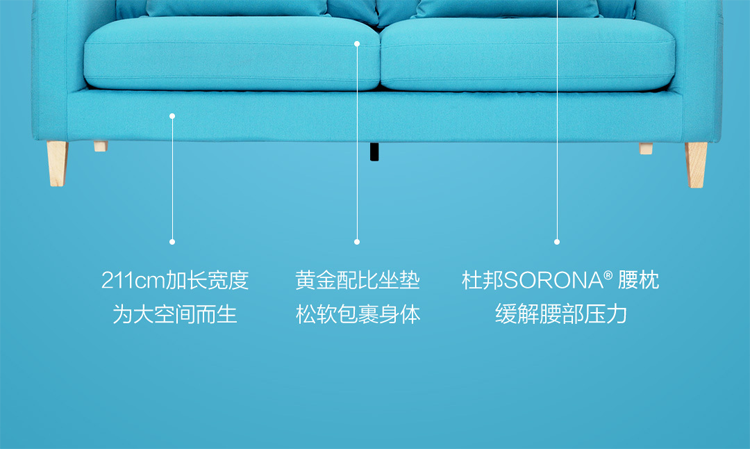 211cm加长宽度
为大空间而生
黄金配比坐垫
松软包裹身体
杜邦SORONA® 腰枕
缓解腰部压力